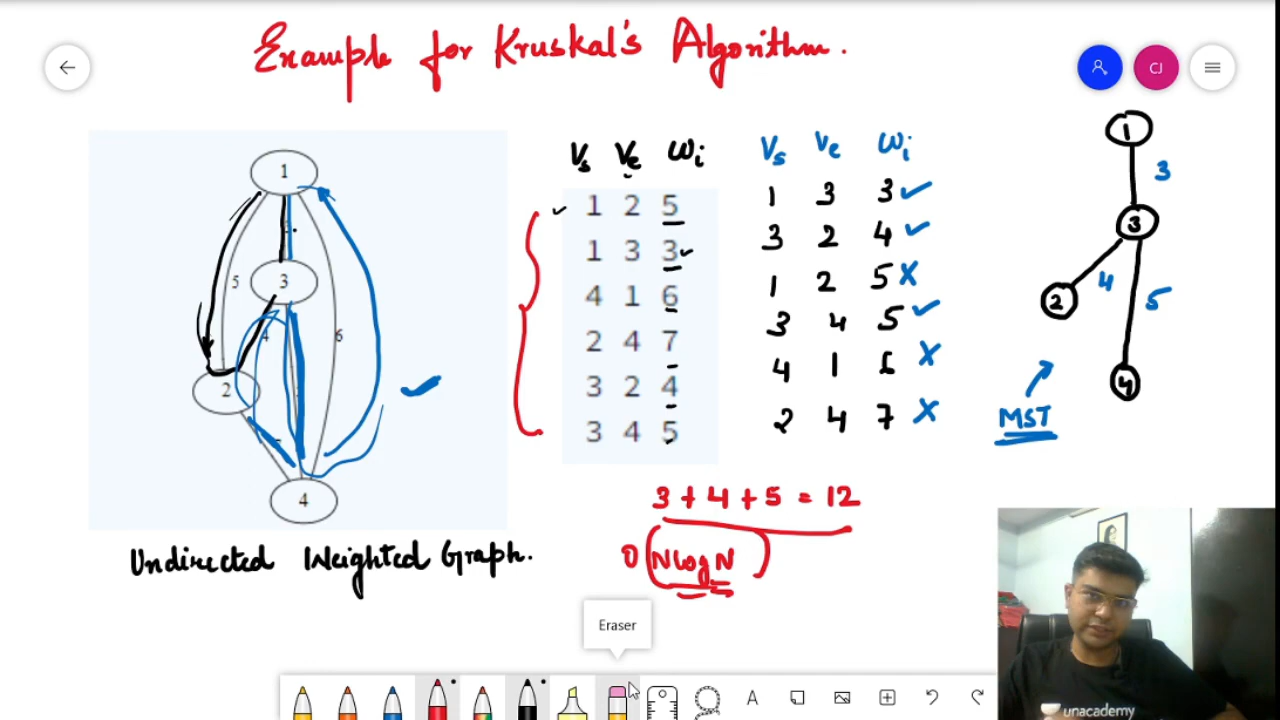 Example for Kruskal's Algorithm.
CJ
1
5
3
4
6
2
4
Undirected Weighted Graph.
Vs Ve wi
1 2 5
1 3 3
4 1 6
2 4 7
3 2 4
3 4 5
Vs Ve wi
1 3 3 ✓
3 2 4 ✓
1 2 5 X
3 4 5 ✓
4 1 6 X
2 4 7 X
3 + 4 + 5 = 12
O(N log N)
1
3
3
4
2
5
4
MST
Eraser
A
unacademy